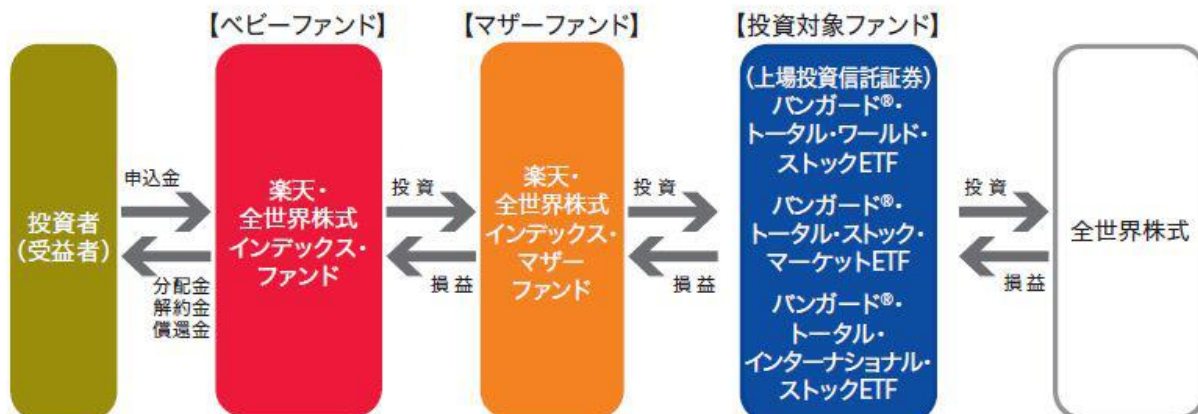 【ベビーファンド】
【マザーファンド】
【投資対象ファンド】
投資者
(受益者)
申込金
分配金
解約金
償還金
楽天・
全世界株式
インデックス・
ファンド
投資
損益
楽天・
全世界株式
インデックス・
マザー
ファンド
投資
損益
(上場投資信託証券)
バンガード®・
トータル・ワールド・
ストックETF
バンガード®・
トータル・ストック・
マーケットETF
バンガード®・
トータル・
インターナショナル・
ストックETF
投資
損益
全世界株式